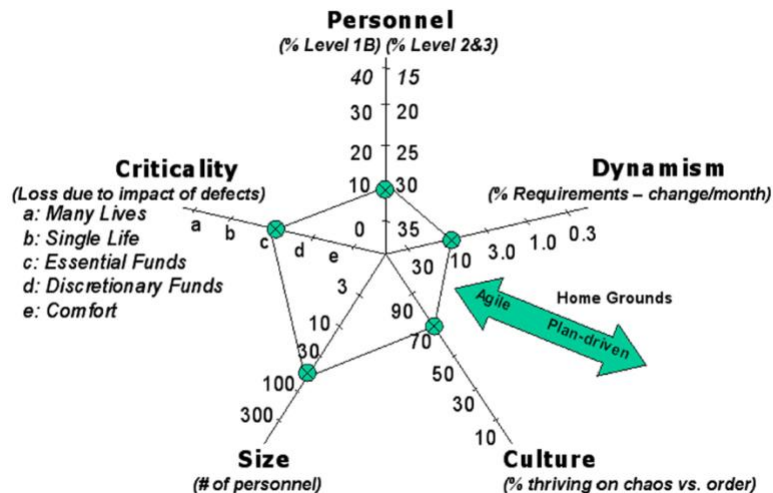 Personnel
(% Level 1B) (% Level 2&3)
40 15
30 20
20 25
10 30
0 35
Criticality
(Loss due to impact of defects)
a: Many Lives
b: Single Life
c: Essential Funds
d: Discretionary Funds
e: Comfort
a b c d e
Dynamism
(% Requirements – change/month)
30 10 3.0 1.0 0.3
Agile
Plan-driven
Home Grounds
3
10
30
100
300
90
70
50
30
10
Size
(# of personnel)
Culture
(% thriving on chaos vs. order)